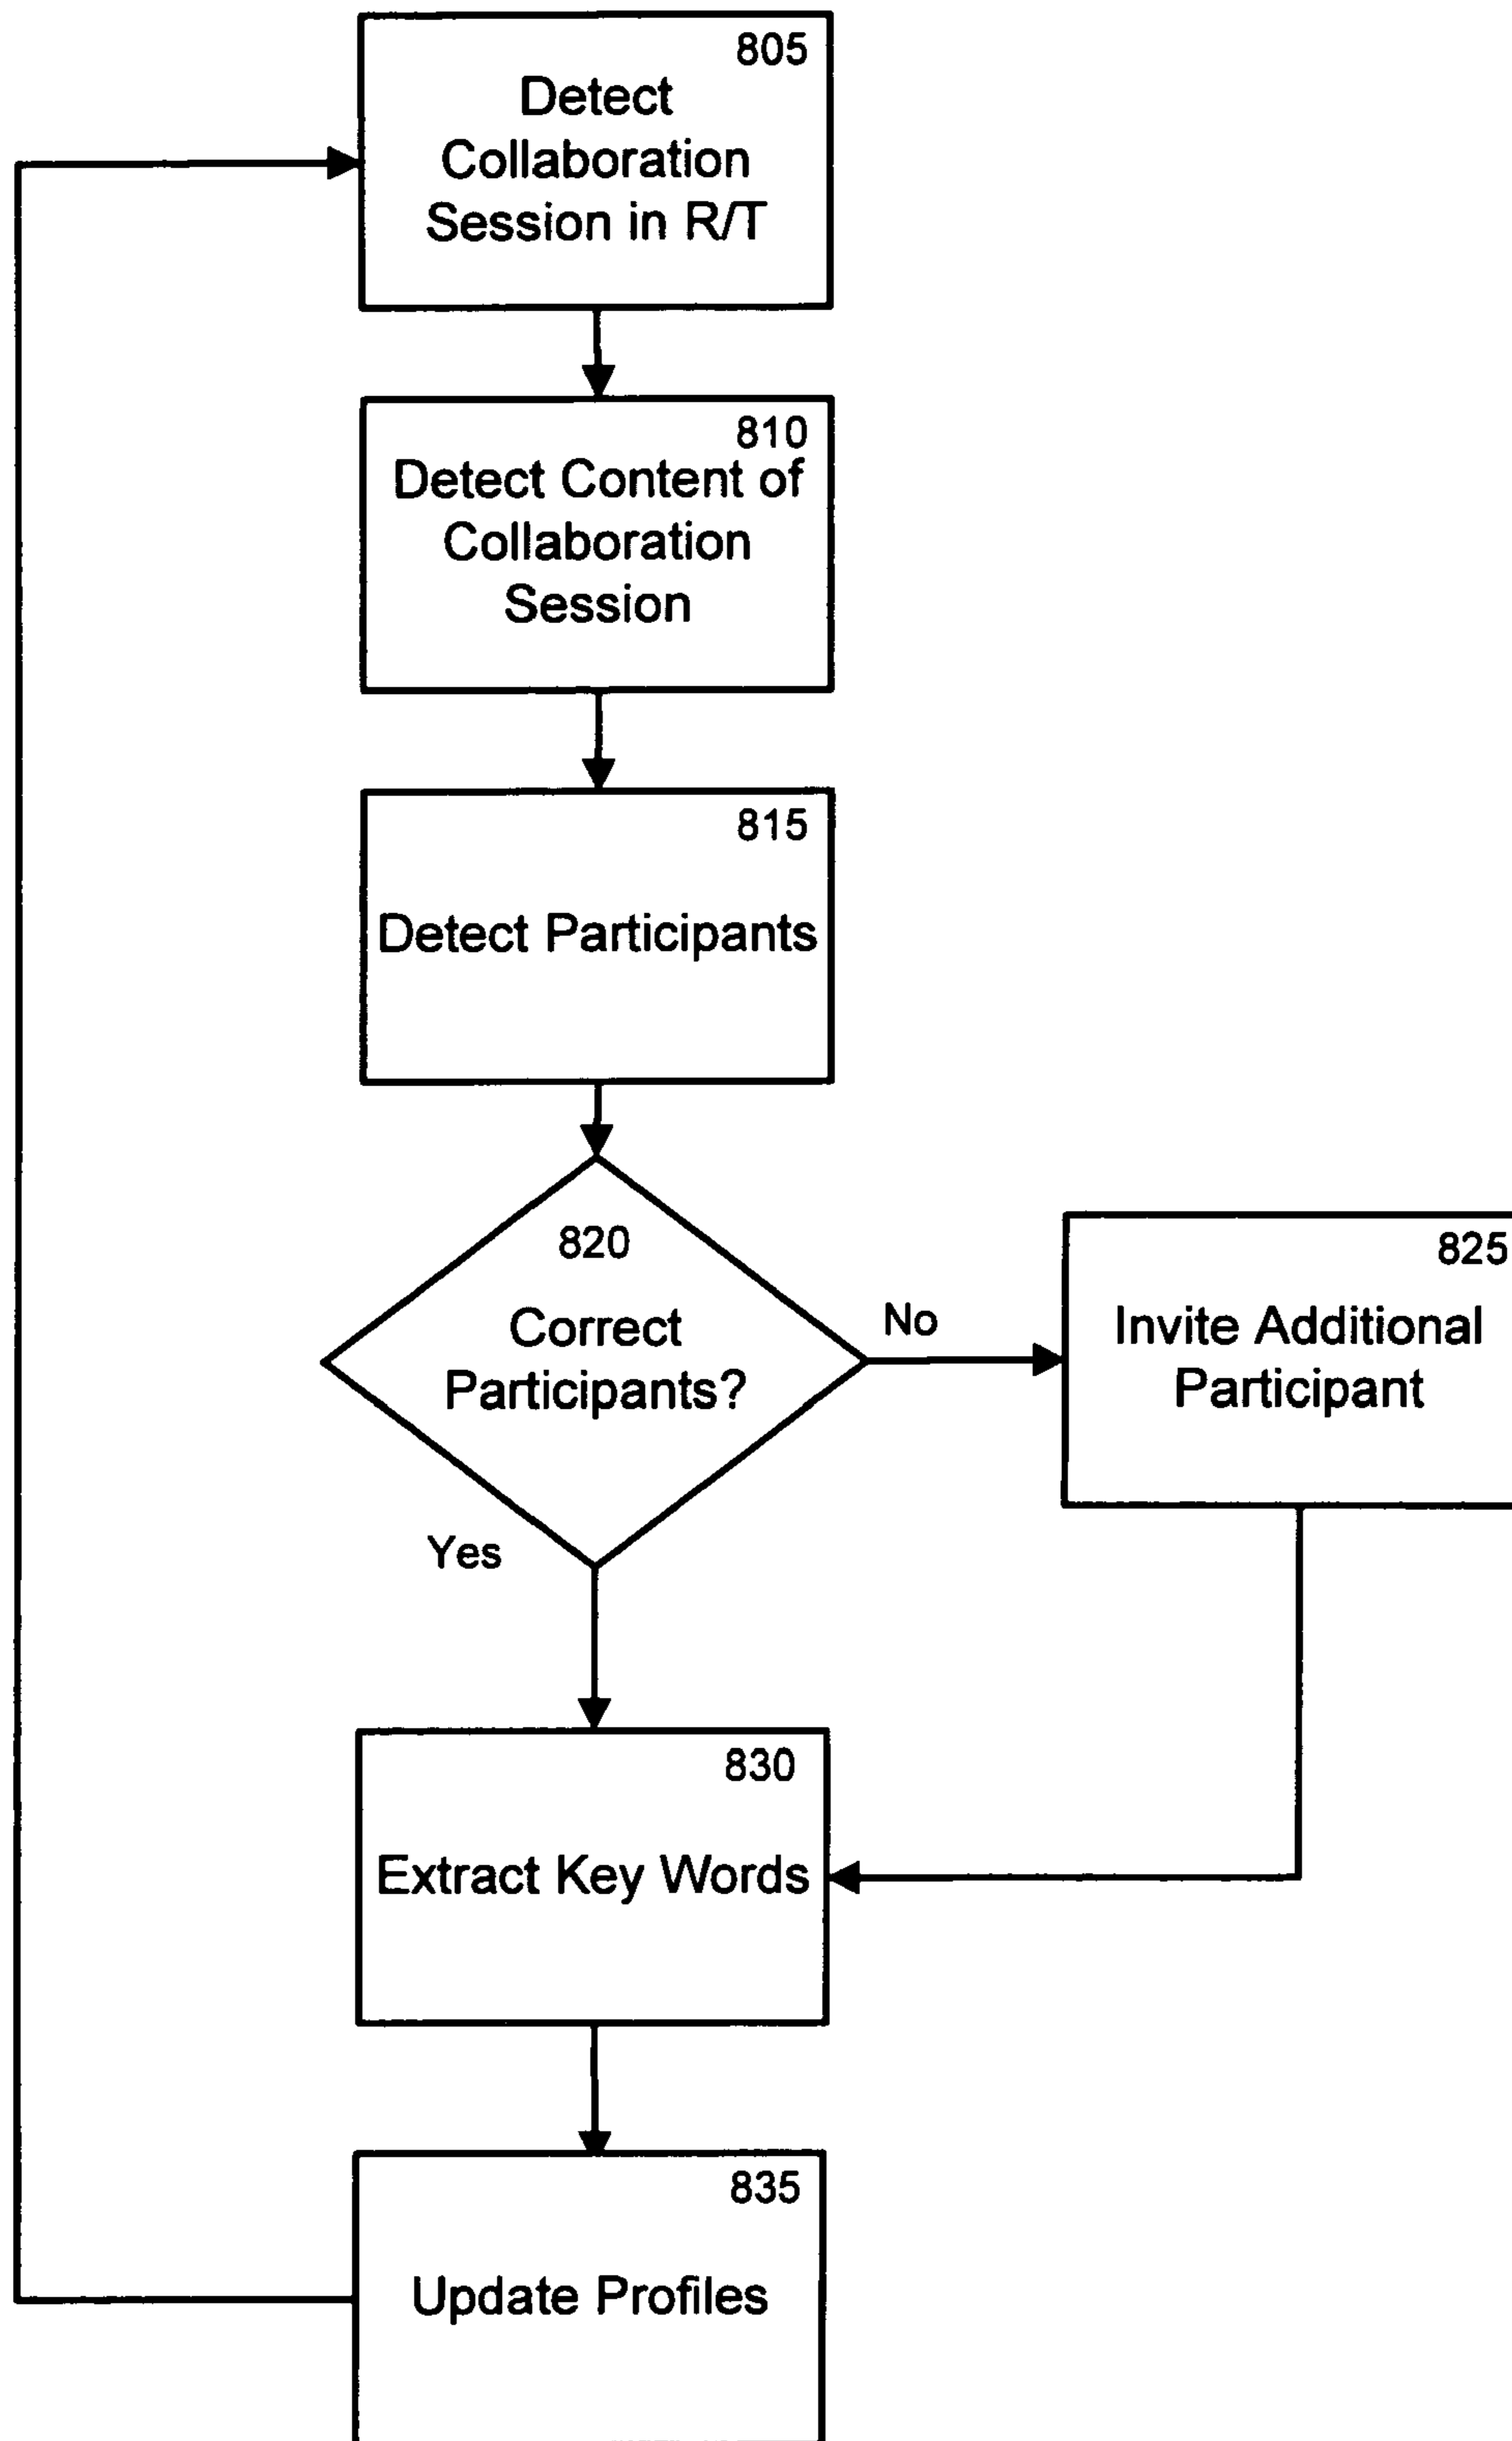 805
Detect
Collaboration
Session in R/T
810
Detect Content of
Collaboration
Session
815
Detect Participants
820
Correct
Participants?
No
825
Invite Additional
Participant
Yes
830
Extract Key Words
835
Update Profiles